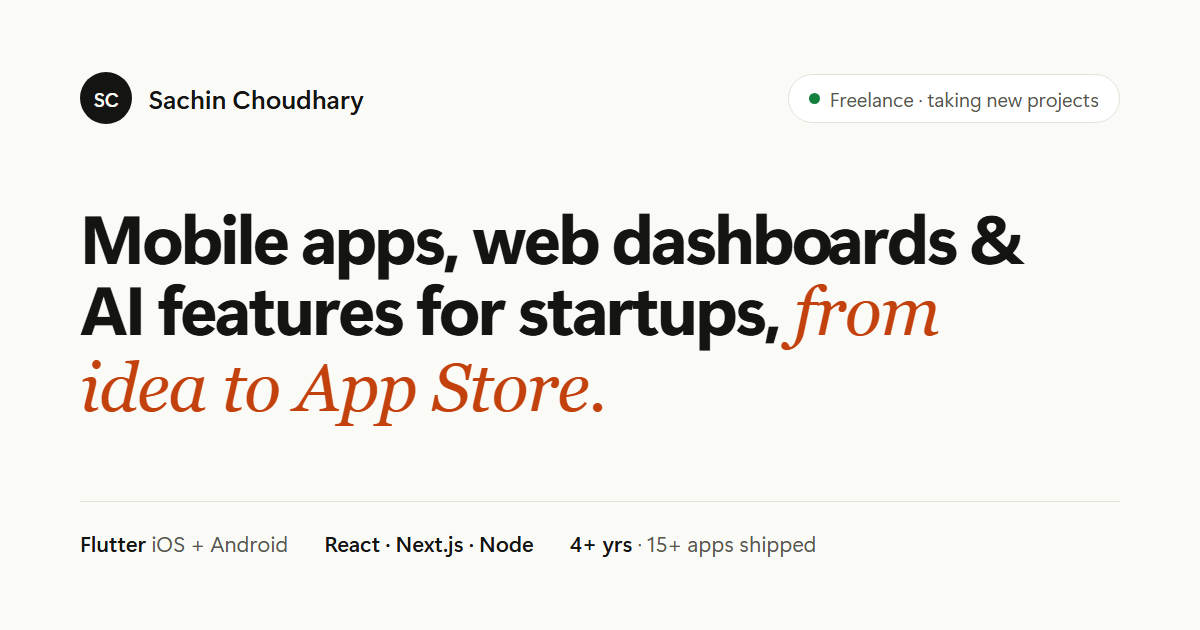 SC
Sachin Choudhary
Freelance · taking new projects
Mobile apps, web dashboards &
AI features for startups, from
idea to App Store.
Flutter iOS + Android
React · Next.js · Node
4+ yrs · 15+ apps shipped